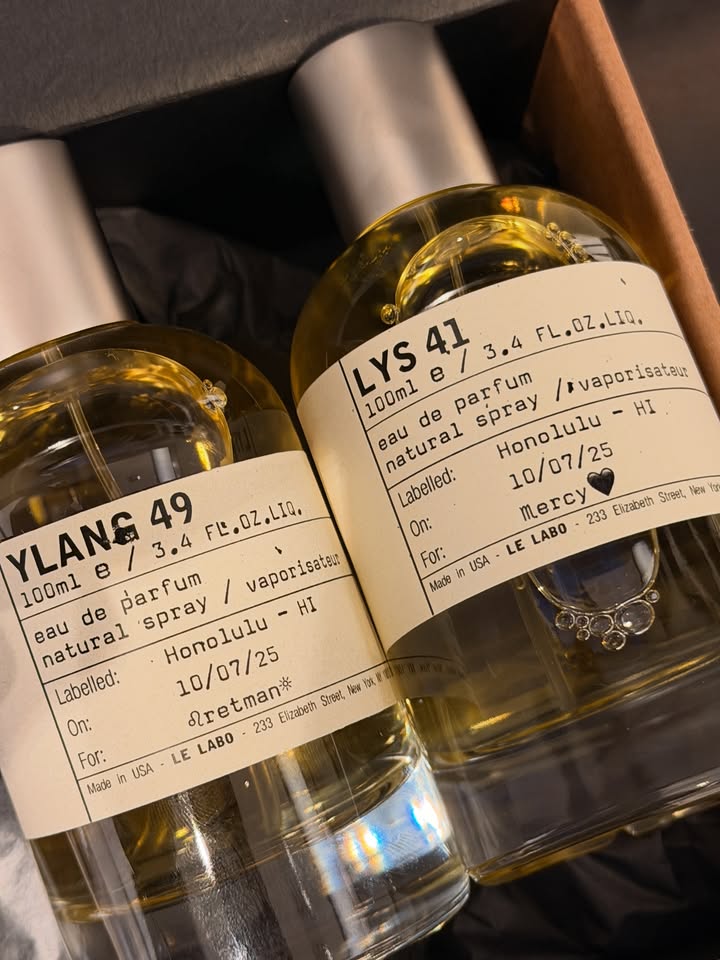 YLANG 49
100ml e / 3.4 FL.OZ.LIQ.
eau de parfum
natural spray / vaporisateur
Labelled: Honolulu - HI
On: 10/07/25
For: ♌retman☼
Made in USA - LE LABO - 233 Elizabeth Street, New York,
LYS 41
100ml e / 3.4 FL.OZ.LIQ.
eau de parfum
natural spray / vaporisateur
Labelled: Honolulu - HI
On: 10/07/25
For: Mercy🖤
Made in USA - LE LABO - 233 Elizabeth Street, New